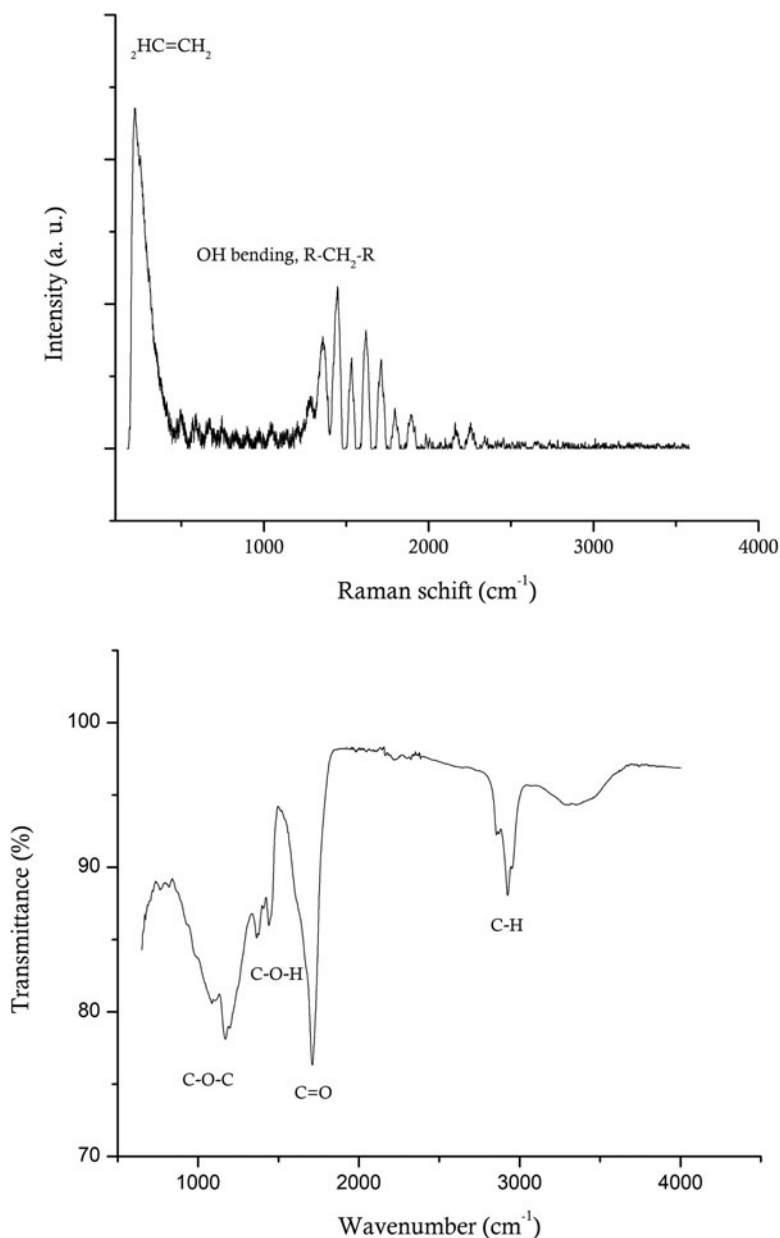 ₂HC=CH₂
OH bending, R-CH₂-R
Intensity (a. u.)
1000 2000 3000 4000
Raman schift (cm⁻¹)
100
90
80
70
Transmittance (%)
C-H
C-O-H
C-O-C
C=O
1000 2000 3000 4000
Wavenumber (cm⁻¹)